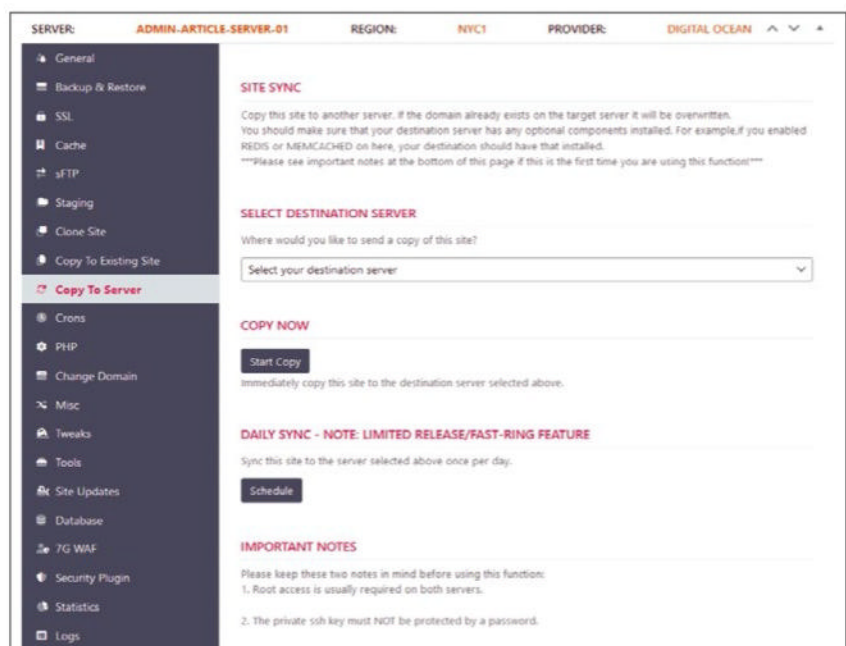 SERVER: ADMIN-ARTICLE-SERVER-01 REGION: NYC1 PROVIDER: DIGITAL OCEAN
General
Backup & Restore
SSL
Cache
sFTP
Staging
Clone Site
Copy To Existing Site
Copy To Server
Crons
PHP
Change Domain
Misc
Tweaks
Tools
Site Updates
Database
7G WAF
Security Plugin
Statistics
Logs
SITE SYNC
Copy this site to another server. If the domain already exists on the target server it will be overwritten.
You should make sure that your destination server has any optional components installed. For example,if you enabled
REDIS or MEMCACHED on here, your destination should have that installed.
***Please see important notes at the bottom of this page if this is the first time you are using this function!***
SELECT DESTINATION SERVER
Where would you like to send a copy of this site?
Select your destination server
COPY NOW
Start Copy
Immediately copy this site to the destination server selected above.
DAILY SYNC - NOTE: LIMITED RELEASE/FAST-RING FEATURE
Sync this site to the server selected above once per day.
Schedule
IMPORTANT NOTES
Please keep these two notes in mind before using this function:
1. Root access is usually required on both servers.
2. The private ssh key must NOT be protected by a password.